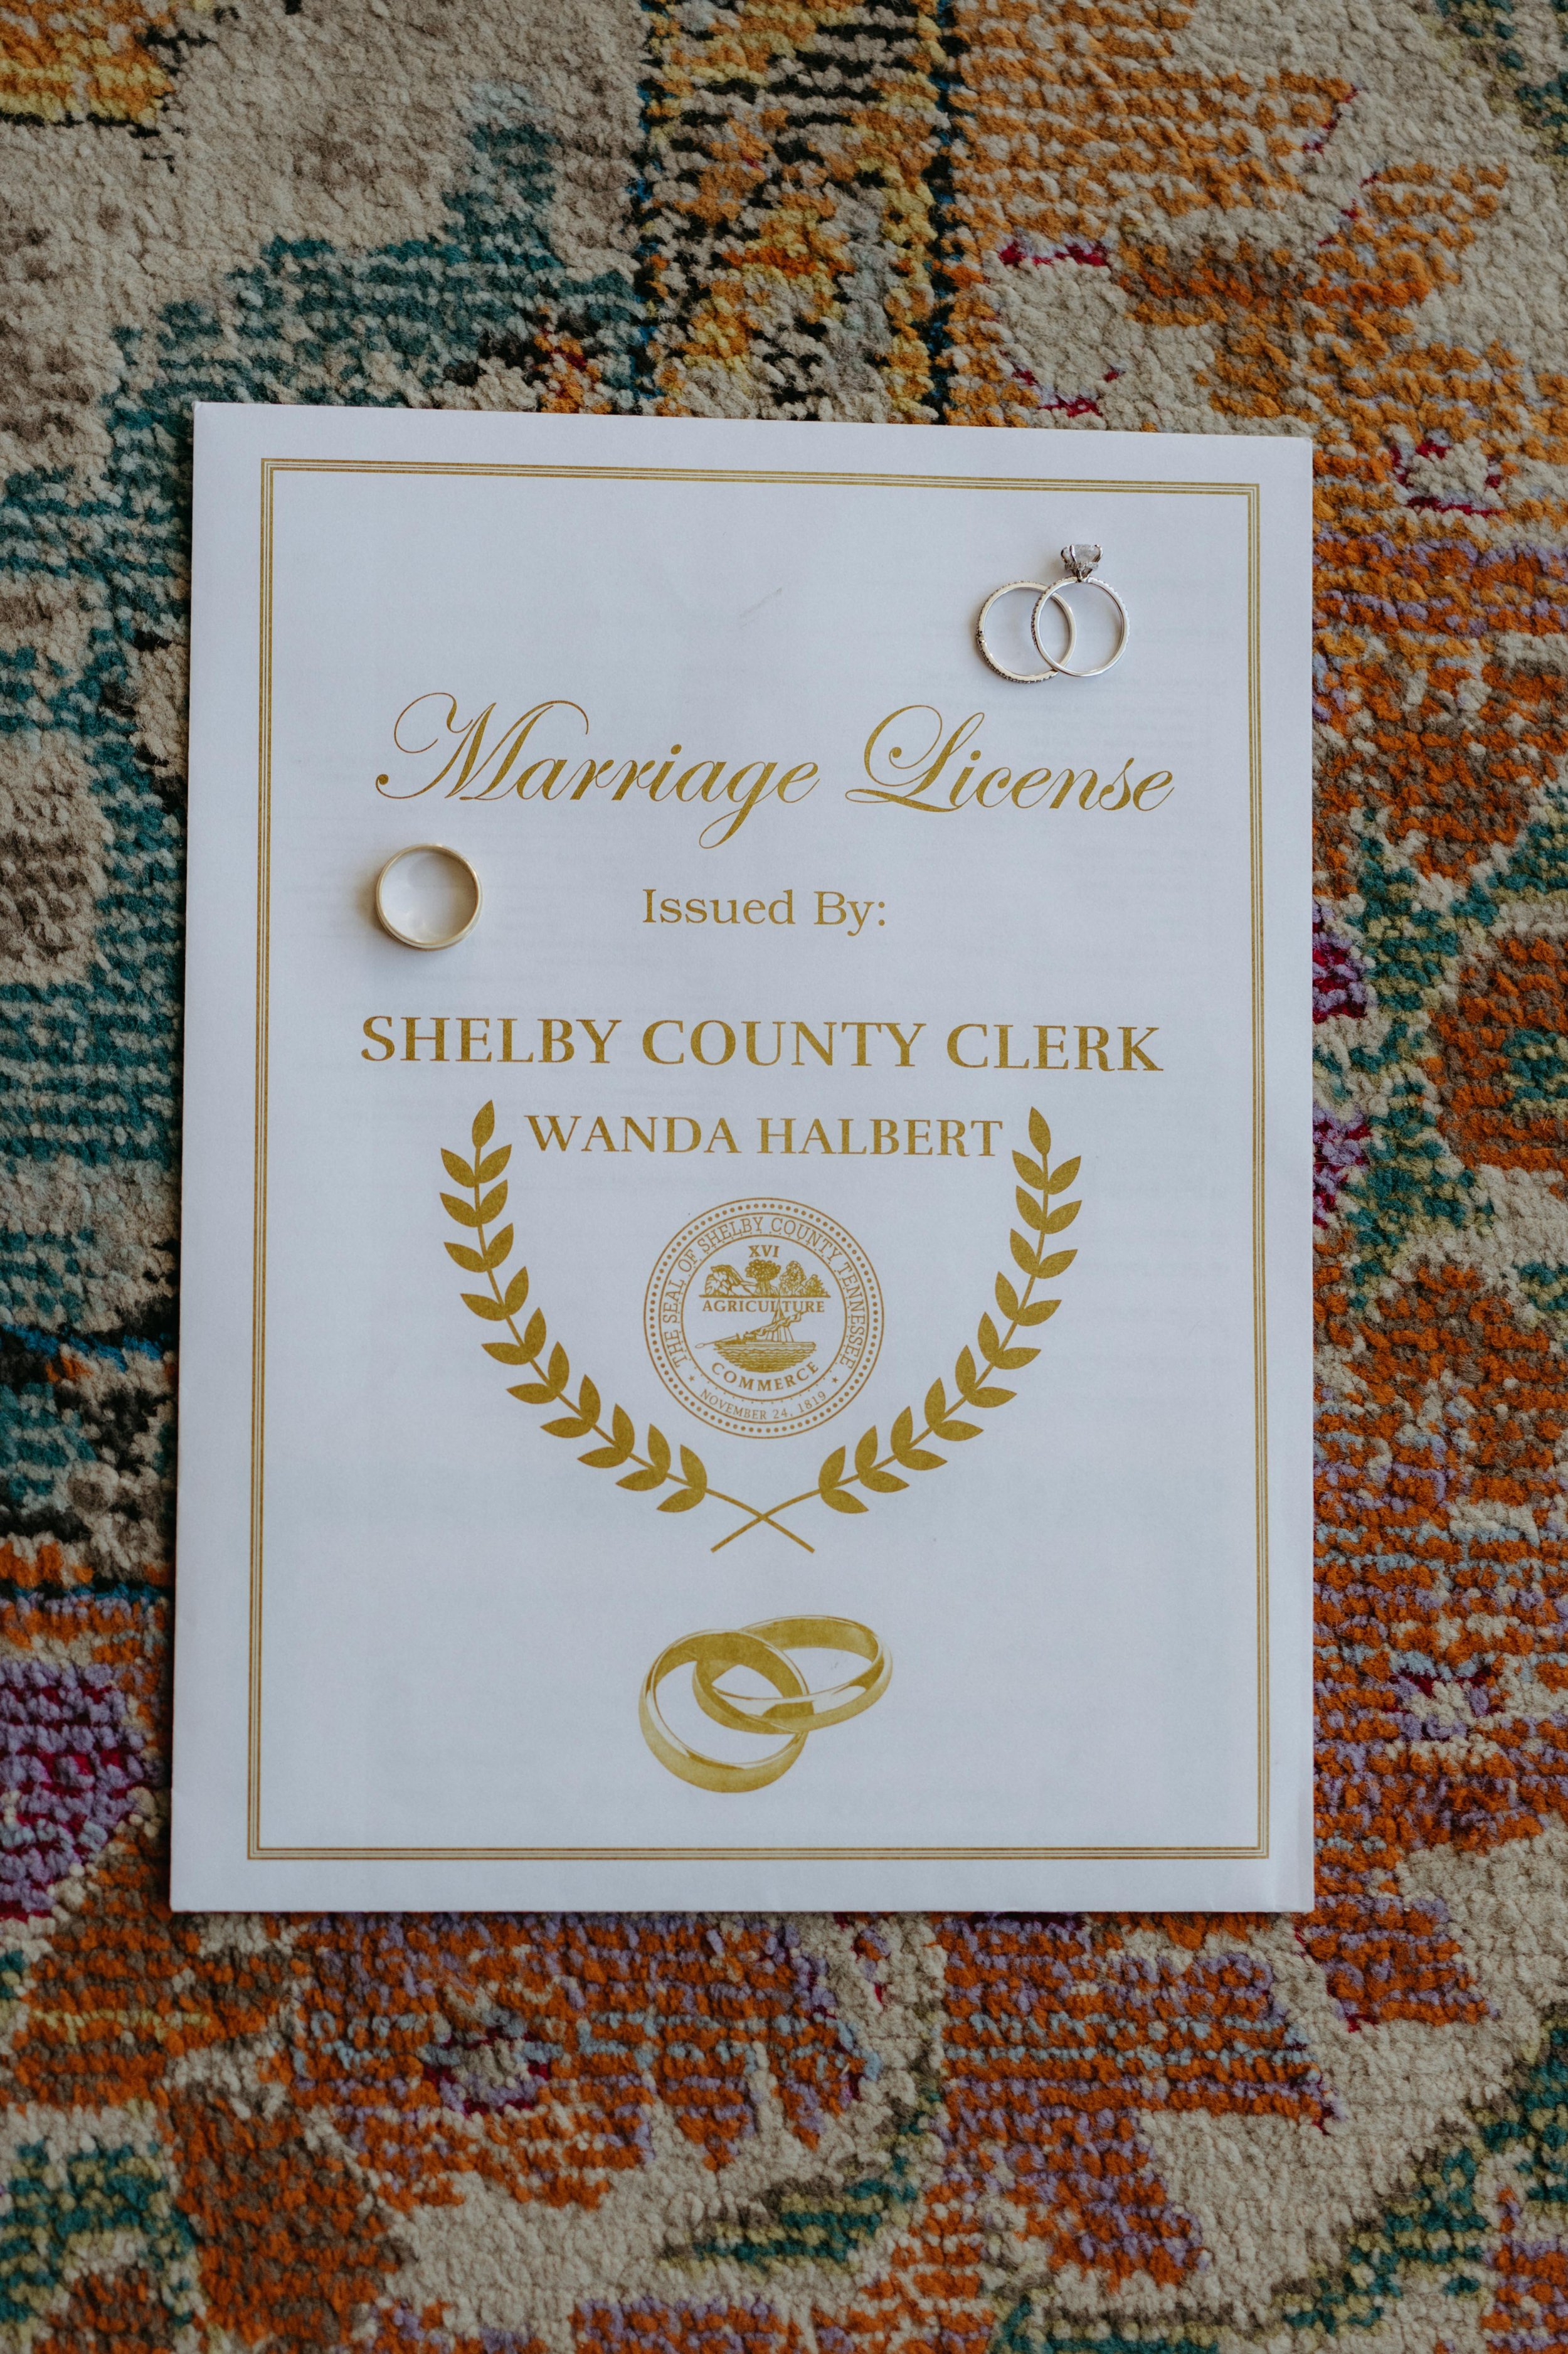 Marriage License
Issued By:
SHELBY COUNTY CLERK
WANDA HALBERT
THE SEAL OF SHELBY COUNTY, TENNESSEE
XVI
AGRICULTURE
COMMERCE
NOVEMBER 24, 1819